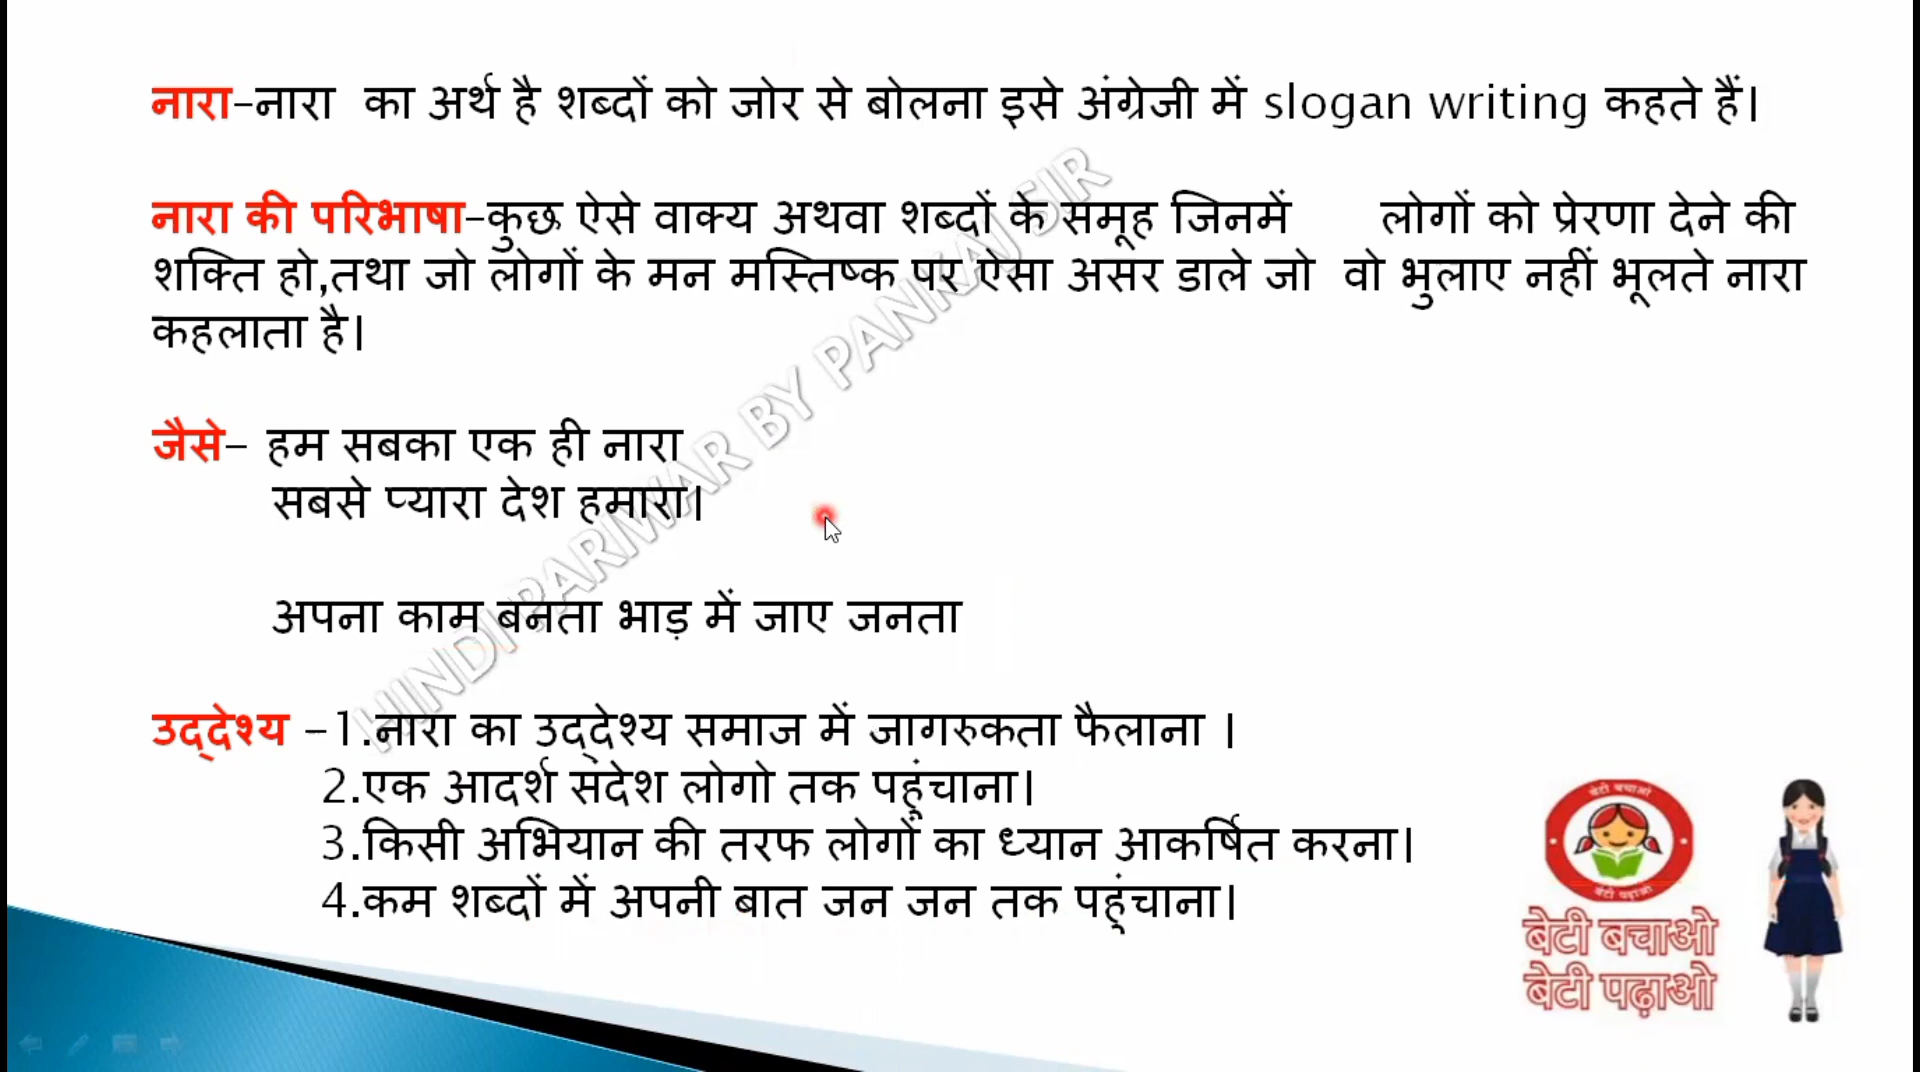 नारा-नारा का अर्थ है शब्दों को जोर से बोलना इसे अंग्रेजी में slogan writing कहते हैं।
नारा की परिभाषा-कुछ ऐसे वाक्य अथवा शब्दों के समूह जिनमें लोगों को प्रेरणा देने की
शक्ति हो,तथा जो लोगों के मन मस्तिष्क पर ऐसा असर डाले जो वो भुलाए नहीं भूलते नारा
कहलाता है।
जैसे- हम सबका एक ही नारा
सबसे प्यारा देश हमारा।
अपना काम बनता भाड़ में जाए जनता
उद्देश्य -1.नारा का उद्देश्य समाज में जागरुकता फैलाना ।
2.एक आदर्श संदेश लोगो तक पहुंचाना।
3.किसी अभियान की तरफ लोगों का ध्यान आकर्षित करना।
4.कम शब्दों में अपनी बात जन जन तक पहुंचाना।
HINDI PARIWAR BY PANKAJ SIR
बेटी बचाओ
बेटी पढ़ाओ
बेटी बचाओ
बेटी पढ़ाओ